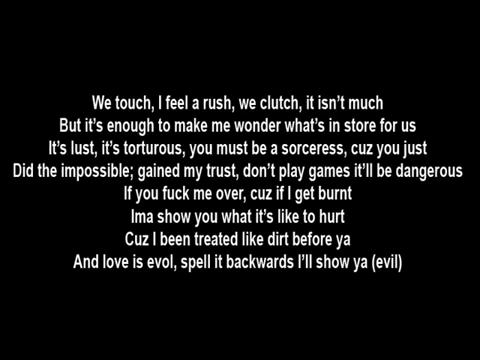 We touch, I feel a rush, we clutch, it isn't much
But it's enough to make me wonder what's in store for us
It's lust, it's torturous, you must be a sorceress, cuz you just
Did the impossible; gained my trust, don't play games it'll be dangerous
If you fuck me over, cuz if I get burnt
Ima show you what it's like to hurt
Cuz I been treated like dirt before ya
And love is evol, spell it backwards I'll show ya (evil)